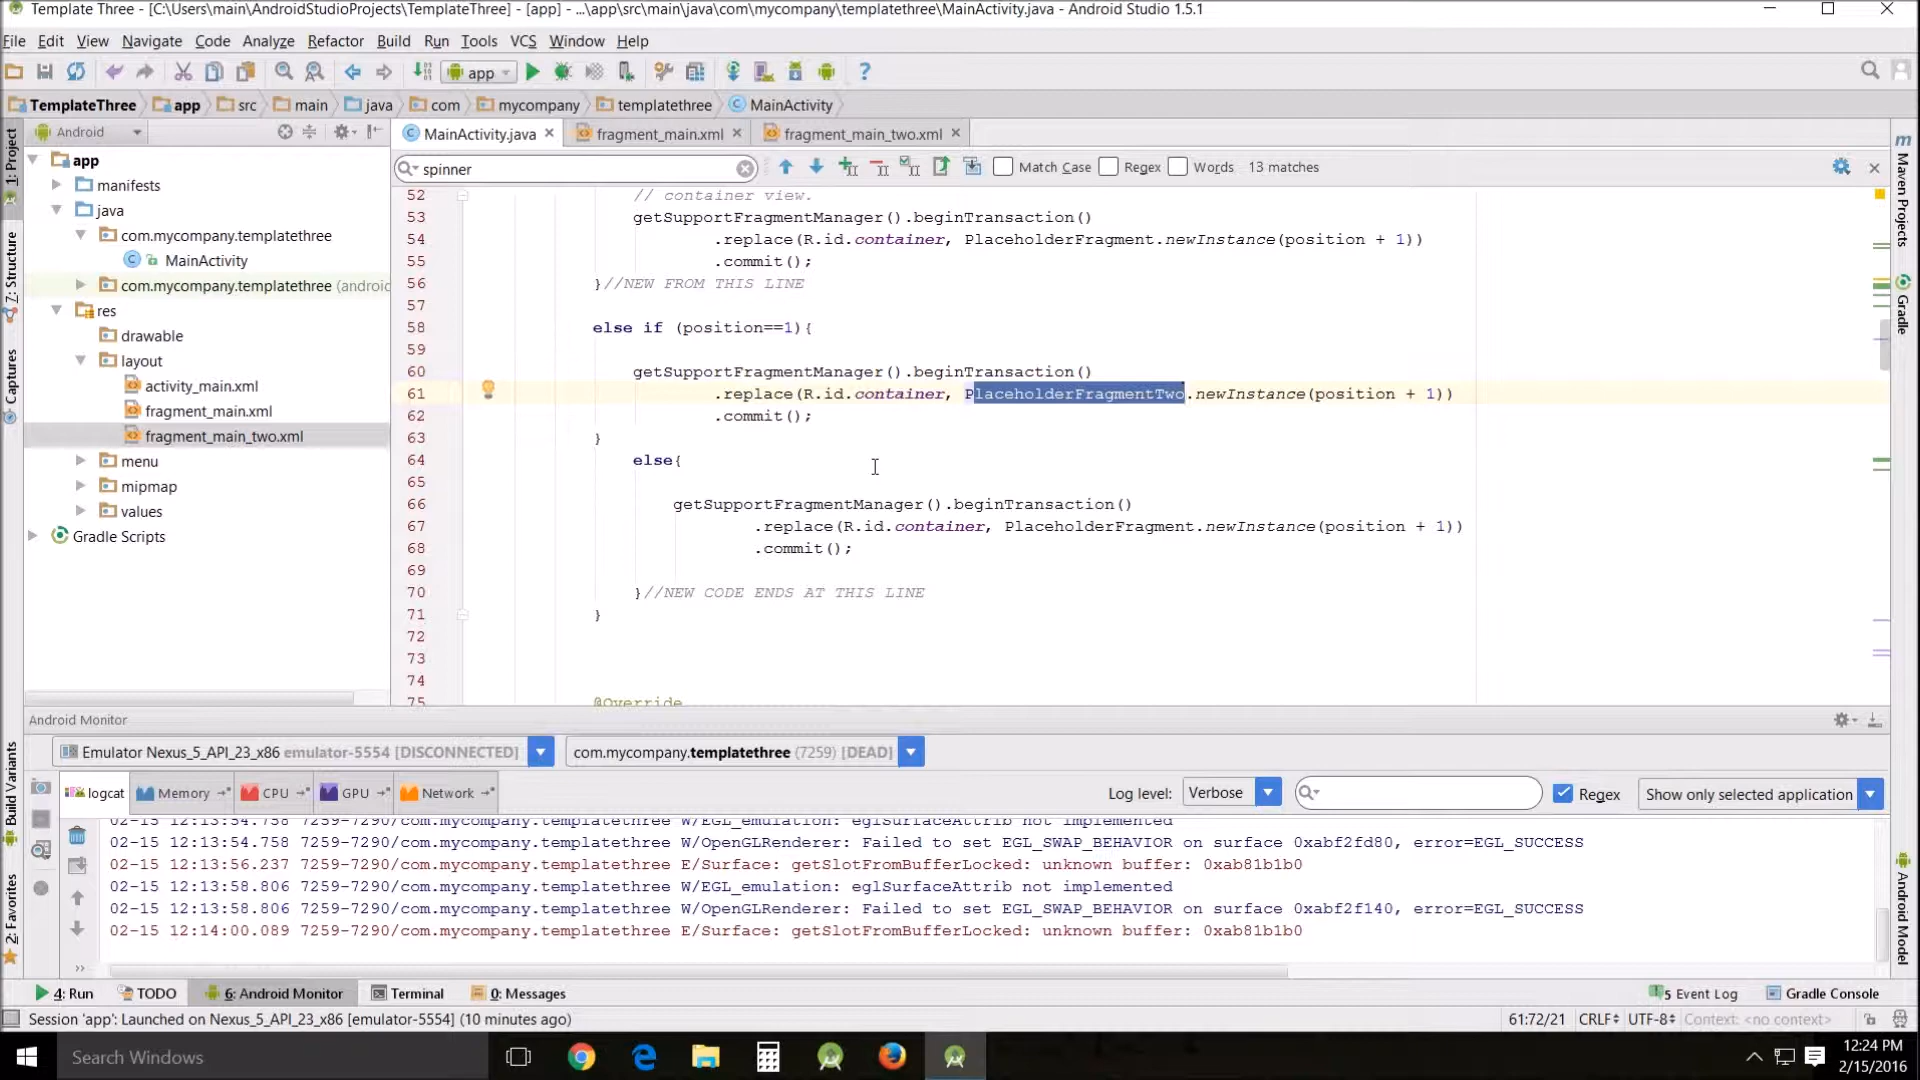 Template Three - [C:\Users\main\AndroidStudioProjects\TemplateThree] - [app] - ...\app\src\main\java\com\mycompany\templatethree\MainActivity.java - Android Studio 1.5.1
File Edit View Navigate Code Analyze Refactor Build Run Tools VCS Window Help
app
TemplateThree app src main java com mycompany templatethree MainActivity
Android
MainActivity.java fragment_main.xml fragment_main_two.xml
spinner Match Case Regex Words 13 matches
1: Project
7: Structure
Captures
Build Variants
2: Favorites
app
manifests
java
com.mycompany.templatethree
MainActivity
com.mycompany.templatethree (androi
res
drawable
layout
activity_main.xml
fragment_main.xml
fragment_main_two.xml
menu
mipmap
values
Gradle Scripts
52 // container view.
53 getSupportFragmentManager().beginTransaction()
54 .replace(R.id.container, PlaceholderFragment.newInstance(position + 1))
55 .commit();
56 }//NEW FROM THIS LINE
57
58 else if (position==1){
59
60 getSupportFragmentManager().beginTransaction()
61 .replace(R.id.container, PlaceholderFragmentTwo.newInstance(position + 1))
62 .commit();
63 }
64 else{
65
66 getSupportFragmentManager().beginTransaction()
67 .replace(R.id.container, PlaceholderFragment.newInstance(position + 1))
68 .commit();
69
70 }//NEW CODE ENDS AT THIS LINE
71 }
72
73
74
75 @Override
m Maven Projects
Gradle
Android Model
Android Monitor
Emulator Nexus_5_API_23_x86 emulator-5554 [DISCONNECTED] com.mycompany.templatethree (7259) [DEAD]
logcat Memory CPU GPU Network Log level: Verbose Regex Show only selected application
02-15 12:13:54.758 7259-7290/com.mycompany.templatethree W/EGL_emulation: eglSurfaceAttrib not implemented
02-15 12:13:54.758 7259-7290/com.mycompany.templatethree W/OpenGLRenderer: Failed to set EGL_SWAP_BEHAVIOR on surface 0xabf2fd80, error=EGL_SUCCESS
02-15 12:13:56.237 7259-7290/com.mycompany.templatethree E/Surface: getSlotFromBufferLocked: unknown buffer: 0xab81b1b0
02-15 12:13:58.806 7259-7290/com.mycompany.templatethree W/EGL_emulation: eglSurfaceAttrib not implemented
02-15 12:13:58.806 7259-7290/com.mycompany.templatethree W/OpenGLRenderer: Failed to set EGL_SWAP_BEHAVIOR on surface 0xabf2f140, error=EGL_SUCCESS
02-15 12:14:00.089 7259-7290/com.mycompany.templatethree E/Surface: getSlotFromBufferLocked: unknown buffer: 0xab81b1b0
4: Run TODO 6: Android Monitor Terminal 0: Messages 5 Event Log Gradle Console
Session 'app': Launched on Nexus_5_API_23_x86 [emulator-5554] (10 minutes ago) 61:72/21 CRLF UTF-8 Context: <no context>
Search Windows
12:24 PM
2/15/2016